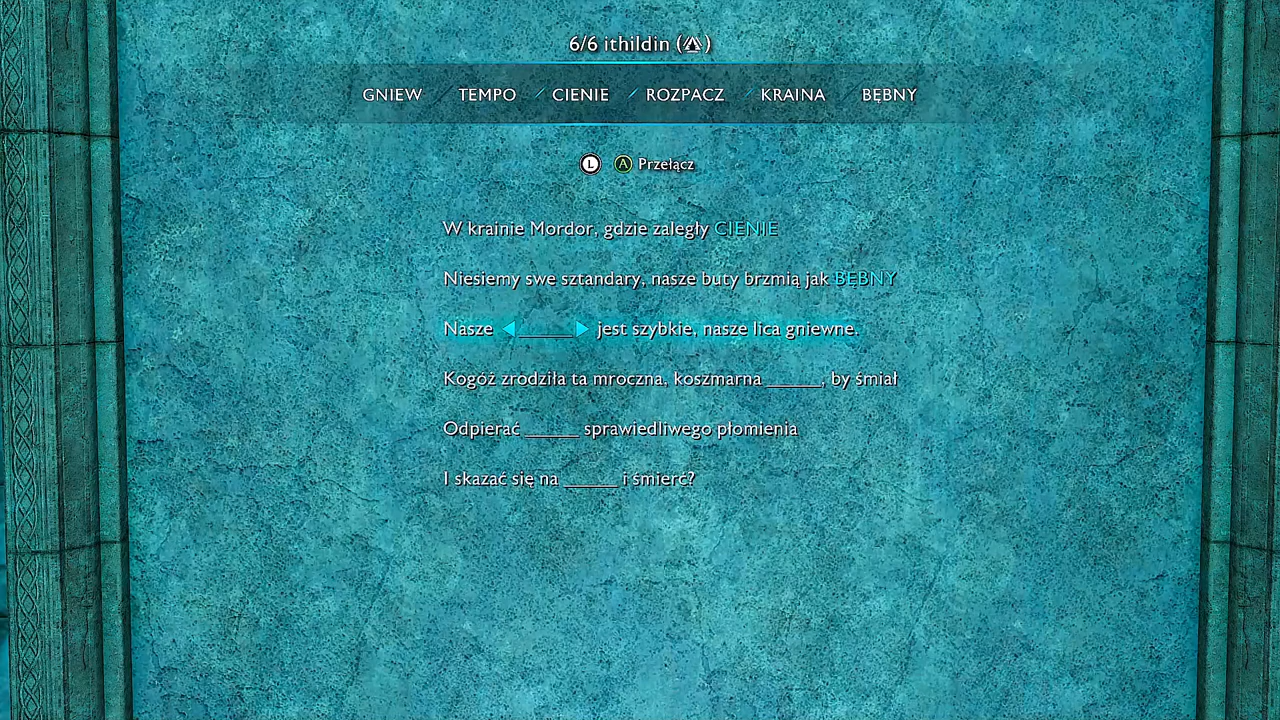 6/6 ithildin ()
GNIEW TEMPO CIENIE ROZPACZ KRAINA BĘBNY
L A Przełącz
W krainie Mordor, gdzie zaległy CIENIE
Niesiemy swe sztandary, nasze buty brzmią jak BĘBNY
Nasze ______ jest szybkie, nasze lica gniewne.
Kogóż zrodziła ta mroczna, koszmarna ______, by śmiał
Odpierać ______ sprawiedliwego płomienia
I skazać się na ______ i śmierć?